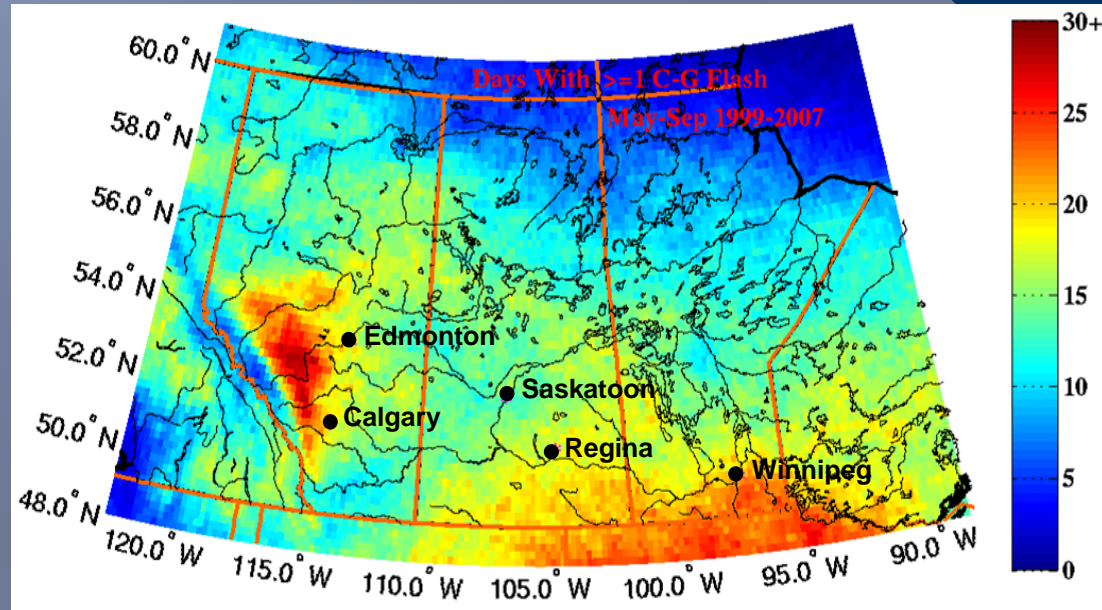 Days With >=1 C-G Flash
May-Sep 1999-2007
60.0° N
58.0° N
56.0° N
54.0° N
52.0° N
50.0° N
48.0° N
Edmonton
Saskatoon
Calgary
Regina
Winnipeg
120.0° W
115.0° W
110.0° W
105.0° W
100.0° W
95.0° W
90.0° W
30+
25
20
15
10
5
0